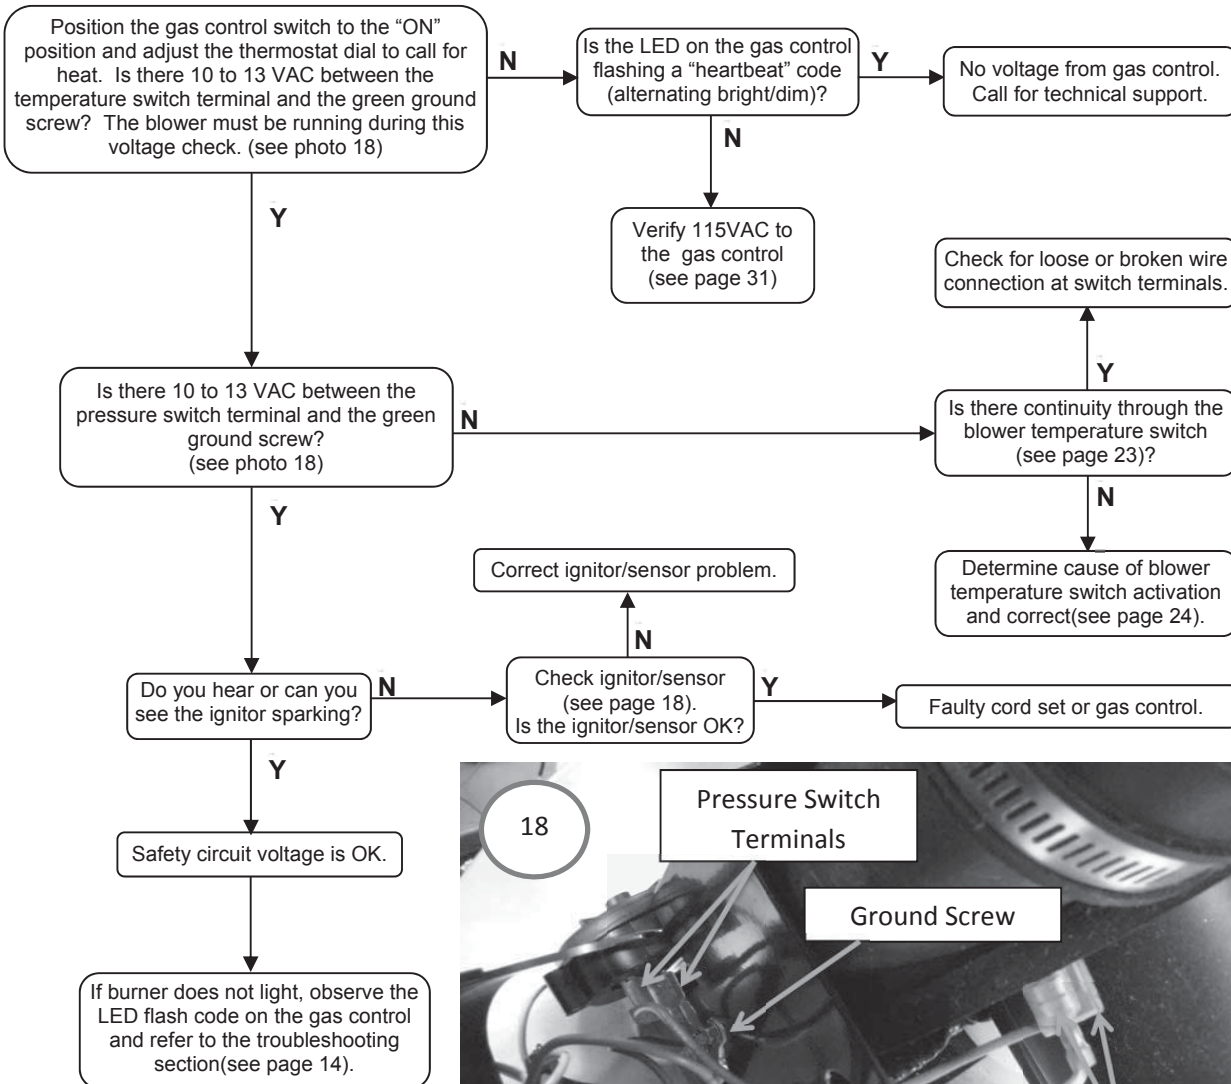 Position the gas control switch to the “ON”
position and adjust the thermostat dial to call for
heat.  Is there 10 to 13 VAC between the
temperature switch terminal and the green ground
screw?  The blower must be running during this
voltage check. (see photo 18)
N
Is the LED on the gas control
flashing a “heartbeat” code
(alternating bright/dim)?
Y
No voltage from gas control.
Call for technical support.
N
Verify 115VAC to
the  gas control
(see page 31)
Y
Is there 10 to 13 VAC between the
pressure switch terminal and the green
ground screw?
(see photo 18)
N
Is there continuity through the
blower temperature switch
(see page 23)?
Y
Check for loose or broken wire
connection at switch terminals.
N
Determine cause of blower
temperature switch activation
and correct(see page 24).
Y
Do you hear or can you
see the ignitor sparking?
N
Check ignitor/sensor
(see page 18).
Is the ignitor/sensor OK?
N
Correct ignitor/sensor problem.
Y
Faulty cord set or gas control.
Y
Safety circuit voltage is OK.
If burner does not light, observe the
LED flash code on the gas control
and refer to the troubleshooting
section(see page 14).
18
Pressure Switch
Terminals
Ground Screw